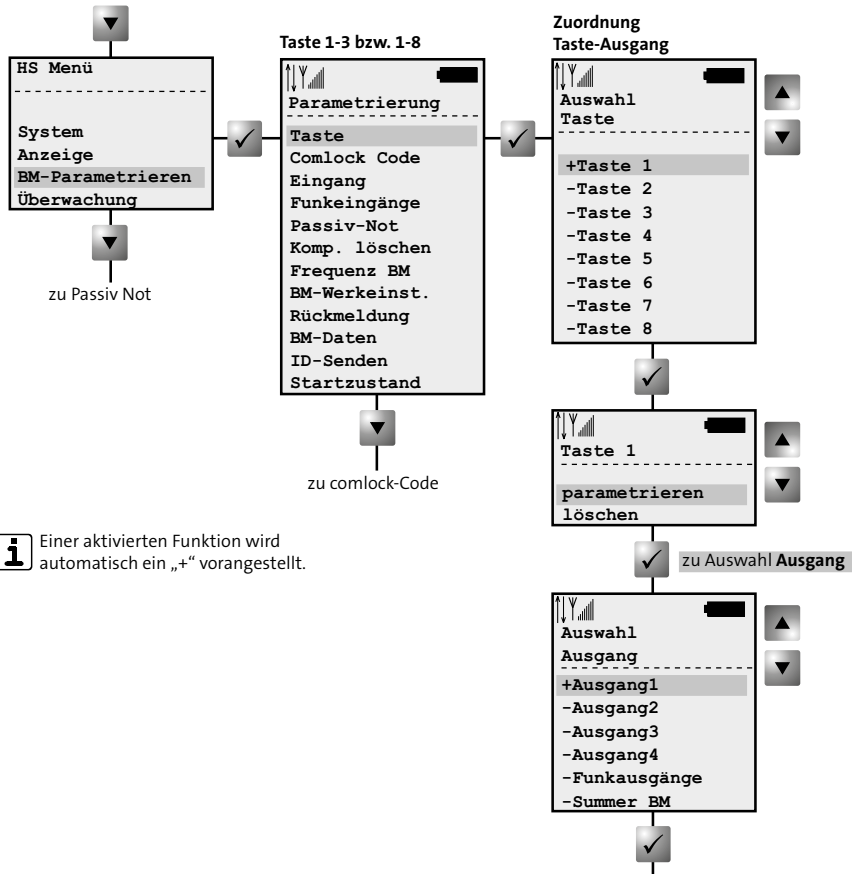 HS Menü
System
Anzeige
BM-Parametrieren
Überwachung
zu Passiv Not
Taste 1-3 bzw. 1-8
Parametrierung
Taste
Comlock Code
Eingang
Funkeingänge
Passiv-Not
Komp. löschen
Frequenz BM
BM-Werkeinst.
Rückmeldung
BM-Daten
ID-Senden
Startzustand
zu comlock-Code
Zuordnung
Taste-Ausgang
Auswahl
Taste
+Taste 1
-Taste 2
-Taste 3
-Taste 4
-Taste 5
-Taste 6
-Taste 7
-Taste 8
Taste 1
parametrieren
löschen
zu Auswahl Ausgang
Auswahl
Ausgang
+Ausgang1
-Ausgang2
-Ausgang3
-Ausgang4
-Funkausgänge
-Summer BM
i
Einer aktivierten Funktion wird
automatisch ein „+“ vorangestellt.